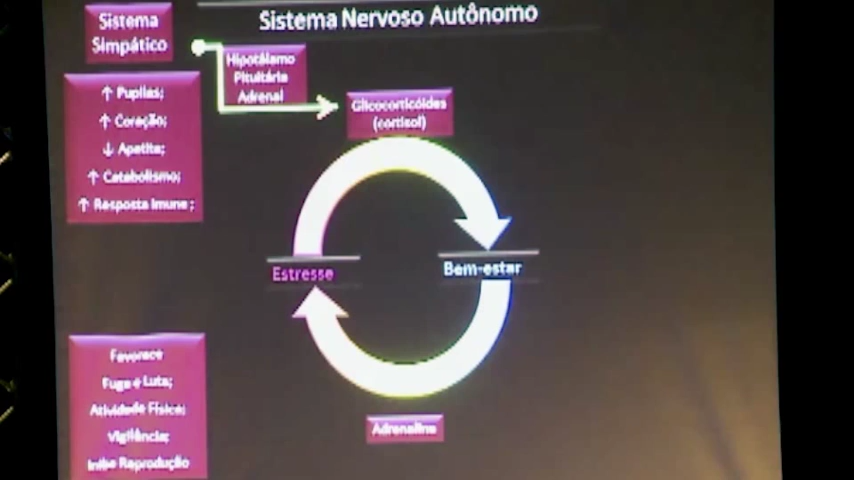 Sistema Nervoso Autônomo
Sistema
Simpático
Hipotálamo
Pituitária
Adrenal
Glicocorticóides
(cortisol)
↑ Pupilas;
↑ Coração;
↓ Apetite;
↑ Catabolismo;
↑ Resposta Imune ;
Estresse
Bem-estar
Favorece
Fuga e Luta;
Atividade Física;
Vigilância;
Inibe Reprodução
Adrenalina